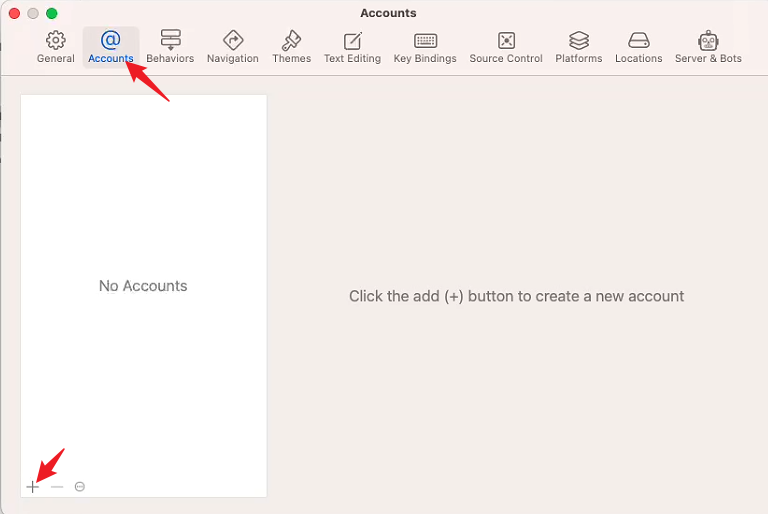 Accounts
General
Accounts
Behaviors
Navigation
Themes
Text Editing
Key Bindings
Source Control
Platforms
Locations
Server & Bots
No Accounts
Click the add (+) button to create a new account